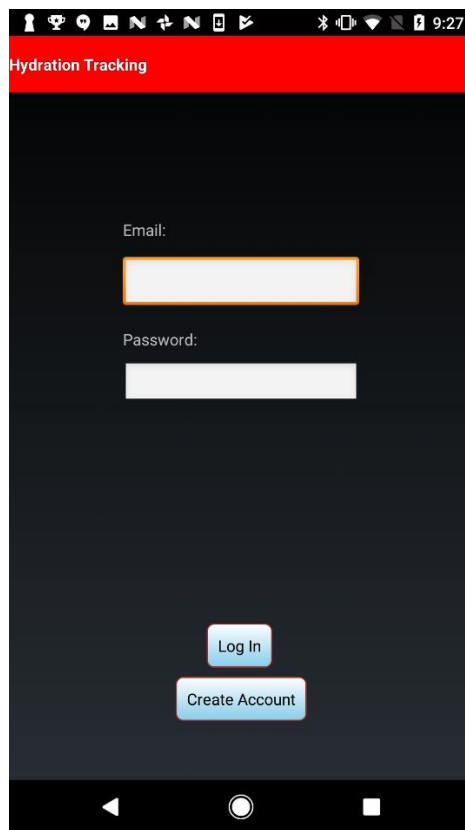 9:27
Hydration Tracking
Email:
Password:
Log In
Create Account